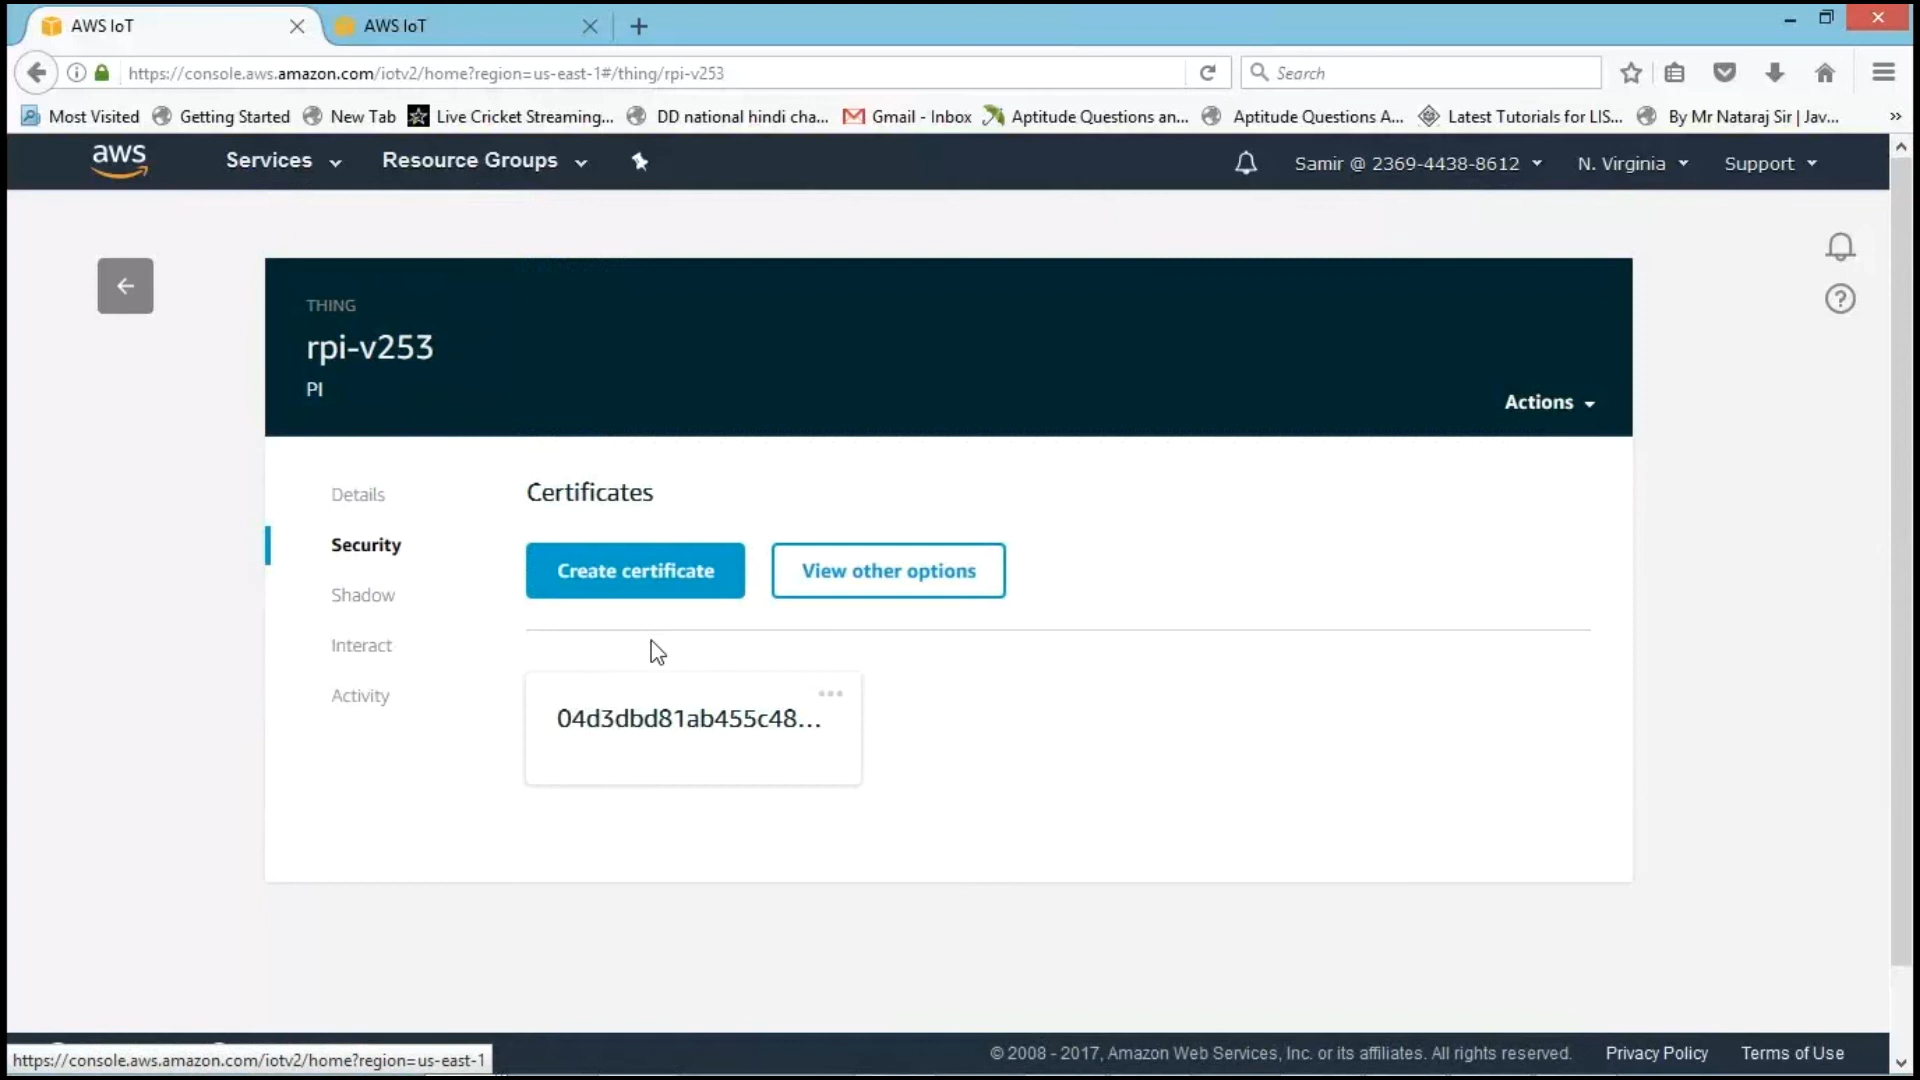 AWS IoT
AWS IoT
https://console.aws.amazon.com/iotv2/home?region=us-east-1#/thing/rpi-v253
Search
Most Visited Getting Started New Tab Live Cricket Streaming... DD national hindi cha... Gmail - Inbox Aptitude Questions an... Aptitude Questions A... Latest Tutorials for LIS... By Mr Nataraj Sir | Jav... »
aws Services Resource Groups Samir @ 2369-4438-8612 N. Virginia Support
THING
rpi-v253
PI
Actions
Details
Security
Shadow
Interact
Activity
Certificates
Create certificate View other options
04d3dbd81ab455c48...
https://console.aws.amazon.com/iotv2/home?region=us-east-1
© 2008 - 2017, Amazon Web Services, Inc. or its affiliates. All rights reserved. Privacy Policy Terms of Use